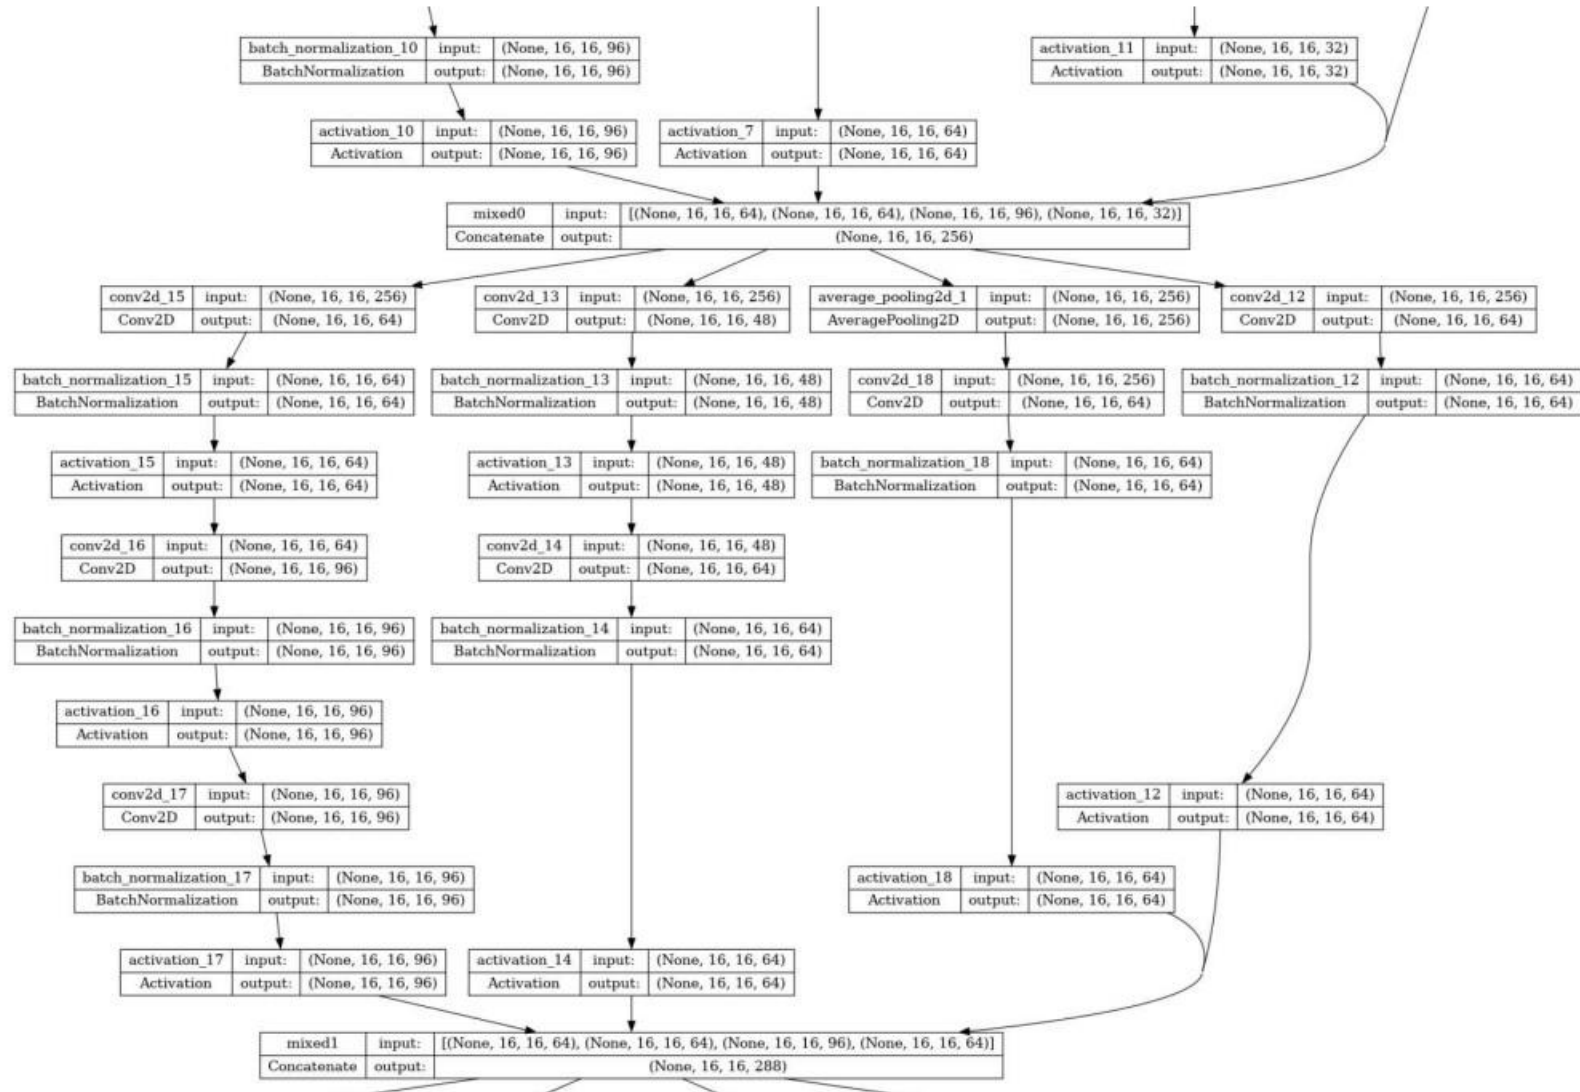 batch_normalization_10 input: (None, 16, 16, 96)
BatchNormalization output: (None, 16, 16, 96)
activation_11 input: (None, 16, 16, 32)
Activation output: (None, 16, 16, 32)
activation_10 input: (None, 16, 16, 96)
Activation output: (None, 16, 16, 96)
activation_7 input: (None, 16, 16, 64)
Activation output: (None, 16, 16, 64)
mixed0 input: [(None, 16, 16, 64), (None, 16, 16, 64), (None, 16, 16, 96), (None, 16, 16, 32)]
Concatenate output: (None, 16, 16, 256)
conv2d_15 input: (None, 16, 16, 256)
Conv2D output: (None, 16, 16, 64)
conv2d_13 input: (None, 16, 16, 256)
Conv2D output: (None, 16, 16, 48)
average_pooling2d_1 input: (None, 16, 16, 256)
AveragePooling2D output: (None, 16, 16, 256)
conv2d_12 input: (None, 16, 16, 256)
Conv2D output: (None, 16, 16, 64)
batch_normalization_15 input: (None, 16, 16, 64)
BatchNormalization output: (None, 16, 16, 64)
batch_normalization_13 input: (None, 16, 16, 48)
BatchNormalization output: (None, 16, 16, 48)
conv2d_18 input: (None, 16, 16, 256)
Conv2D output: (None, 16, 16, 64)
batch_normalization_12 input: (None, 16, 16, 64)
BatchNormalization output: (None, 16, 16, 64)
activation_15 input: (None, 16, 16, 64)
Activation output: (None, 16, 16, 64)
activation_13 input: (None, 16, 16, 48)
Activation output: (None, 16, 16, 48)
batch_normalization_18 input: (None, 16, 16, 64)
BatchNormalization output: (None, 16, 16, 64)
conv2d_16 input: (None, 16, 16, 64)
Conv2D output: (None, 16, 16, 96)
conv2d_14 input: (None, 16, 16, 48)
Conv2D output: (None, 16, 16, 64)
batch_normalization_16 input: (None, 16, 16, 96)
BatchNormalization output: (None, 16, 16, 96)
batch_normalization_14 input: (None, 16, 16, 64)
BatchNormalization output: (None, 16, 16, 64)
activation_16 input: (None, 16, 16, 96)
Activation output: (None, 16, 16, 96)
conv2d_17 input: (None, 16, 16, 96)
Conv2D output: (None, 16, 16, 96)
activation_12 input: (None, 16, 16, 64)
Activation output: (None, 16, 16, 64)
batch_normalization_17 input: (None, 16, 16, 96)
BatchNormalization output: (None, 16, 16, 96)
activation_18 input: (None, 16, 16, 64)
Activation output: (None, 16, 16, 64)
activation_17 input: (None, 16, 16, 96)
Activation output: (None, 16, 16, 96)
activation_14 input: (None, 16, 16, 64)
Activation output: (None, 16, 16, 64)
mixed1 input: [(None, 16, 16, 64), (None, 16, 16, 64), (None, 16, 16, 96), (None, 16, 16, 64)]
Concatenate output: (None, 16, 16, 288)